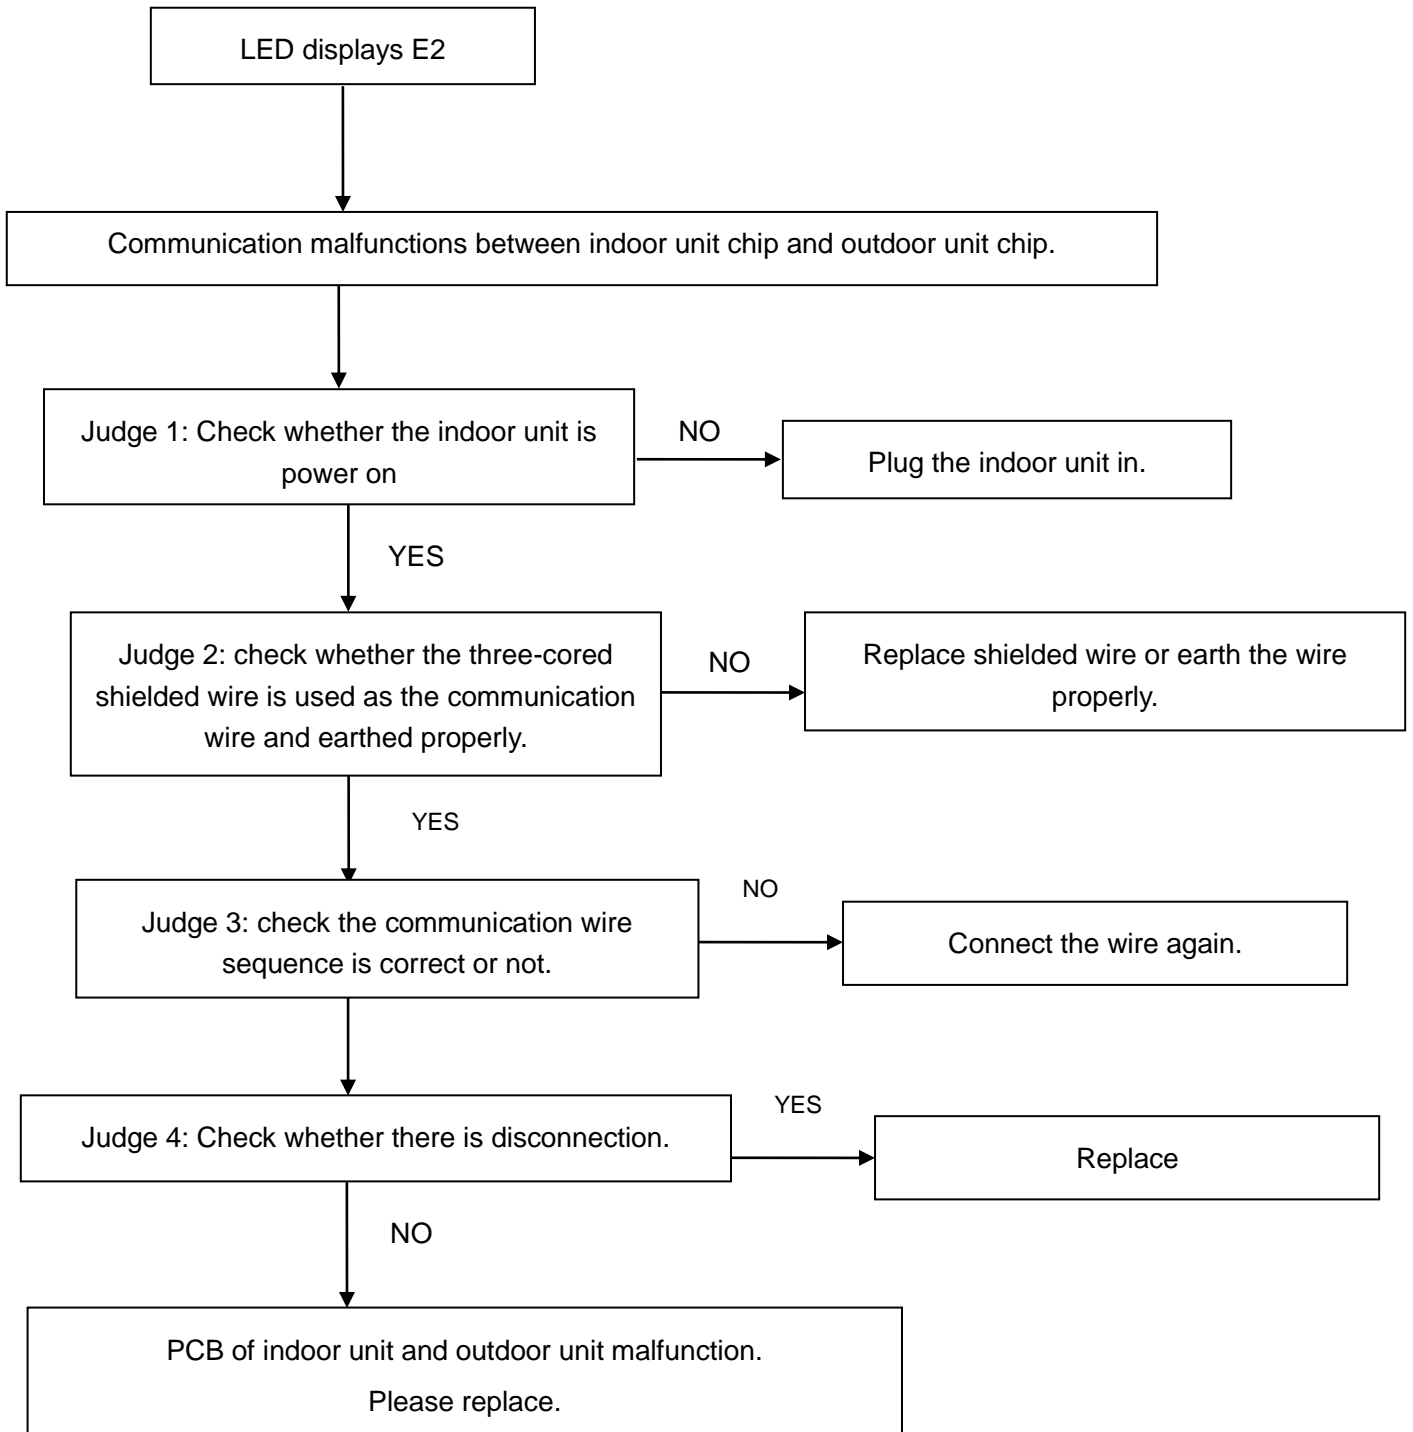 LED displays E2
Communication malfunctions between indoor unit chip and outdoor unit chip.
Judge 1: Check whether the indoor unit is
power on
NO
Plug the indoor unit in.
YES
Judge 2: check whether the three-cored
shielded wire is used as the communication
wire and earthed properly.
NO
Replace shielded wire or earth the wire
properly.
YES
Judge 3: check the communication wire
sequence is correct or not.
NO
Connect the wire again.
Judge 4: Check whether there is disconnection.
YES
Replace
NO
PCB of indoor unit and outdoor unit malfunction.
Please replace.